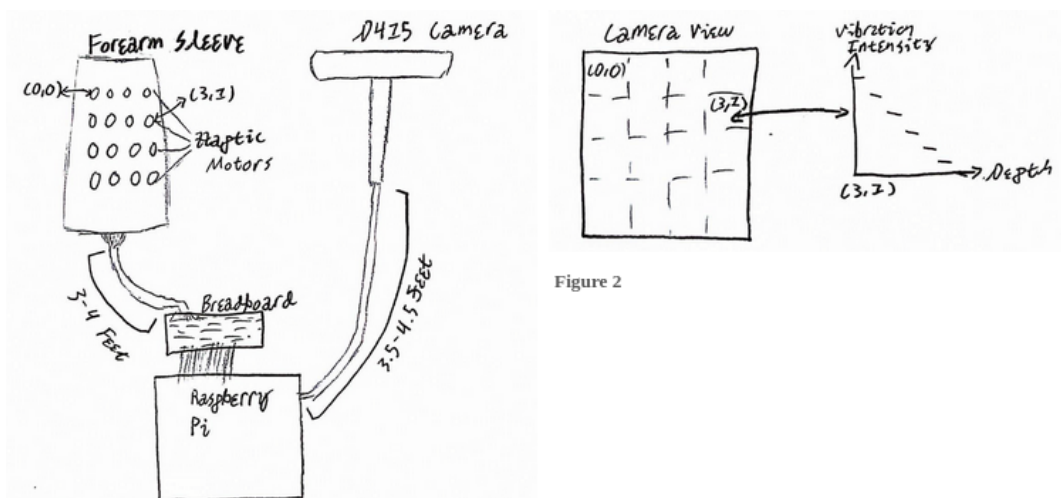 Forearm Sleeve
D415 Camera
(0,0)
(3,1)
Haptic
Motors
3-4 Feet
Breadboard
3.5-4.5 Feet
Raspberry
Pi
Camera View
(0,0)
(3,1)
Vibration
Intensity
Depth
(3,1)
Figure 2